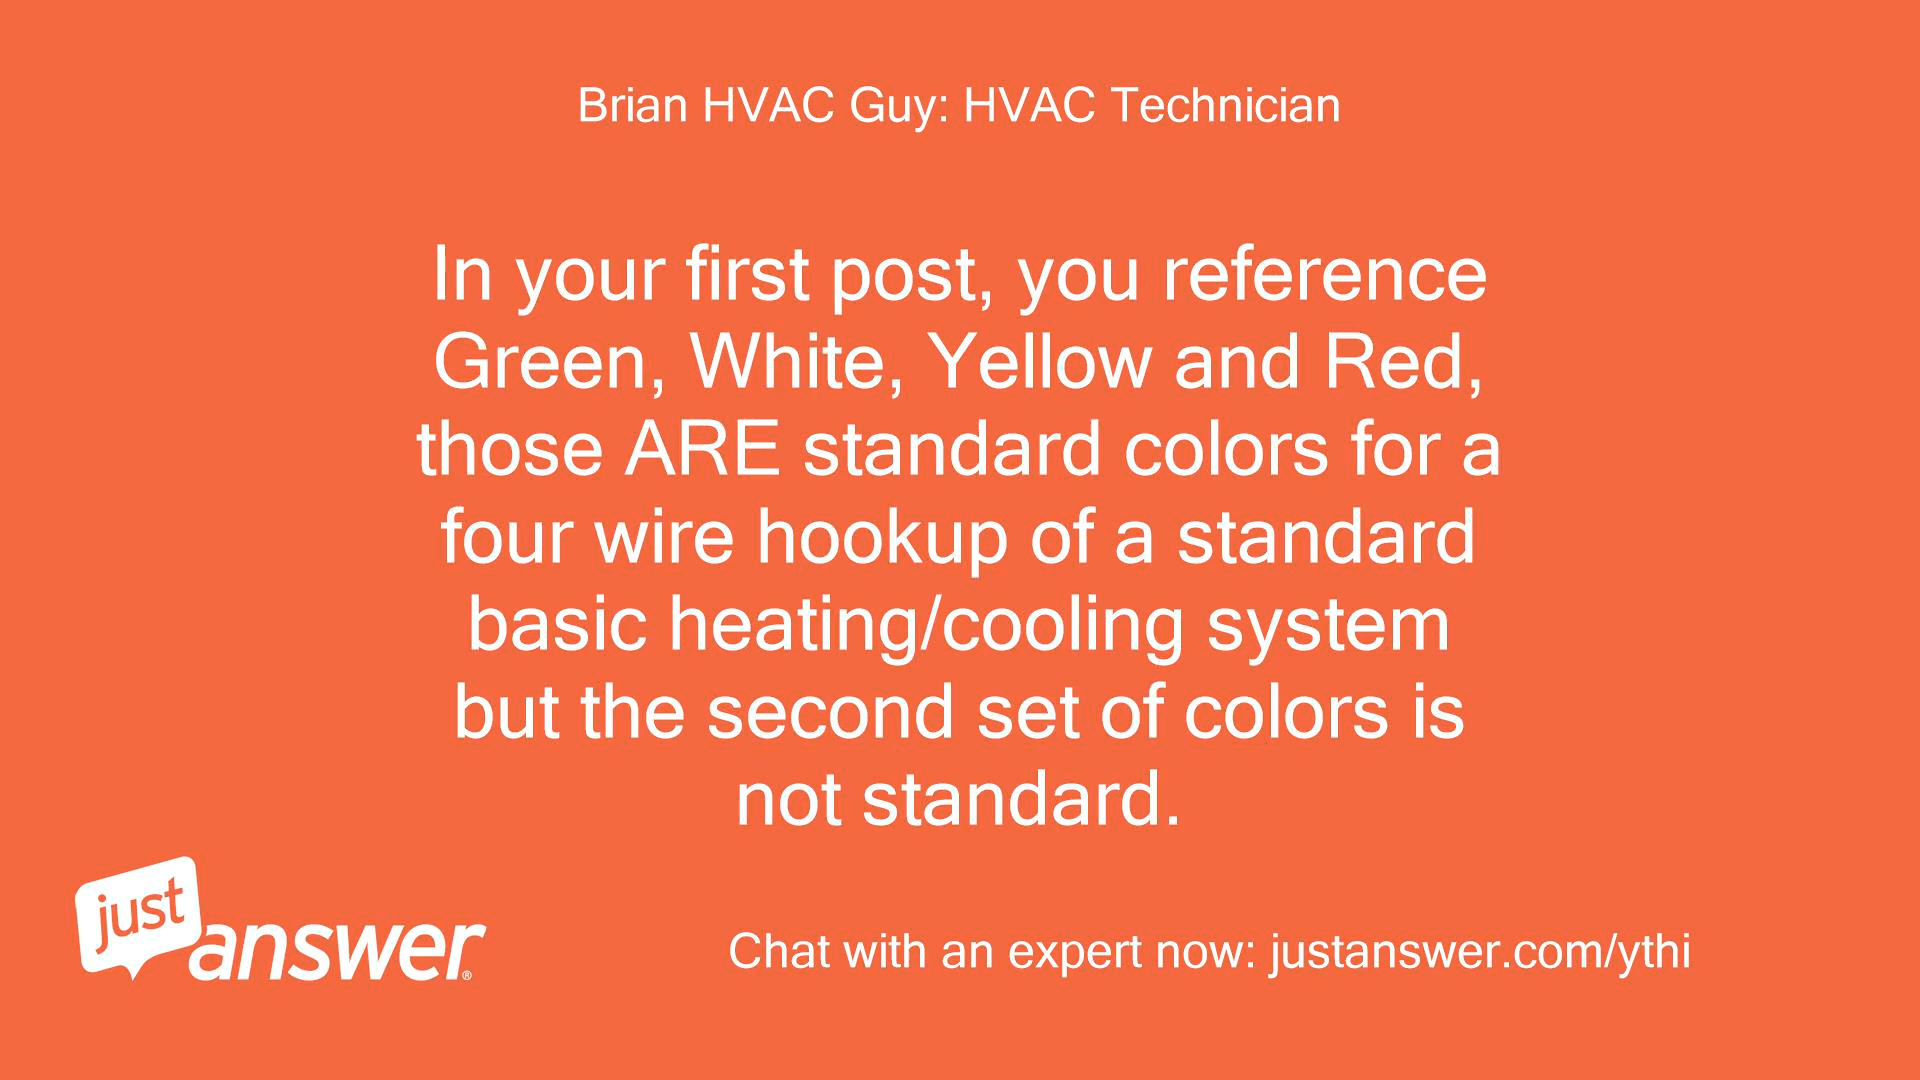 Brian HVAC Guy: HVAC Technician
In your first post, you reference
Green, White, Yellow and Red,
those ARE standard colors for a
four wire hookup of a standard
basic heating/cooling system
but the second set of colors is
not standard.
just
answer®
Chat with an expert now: justanswer.com/ythi